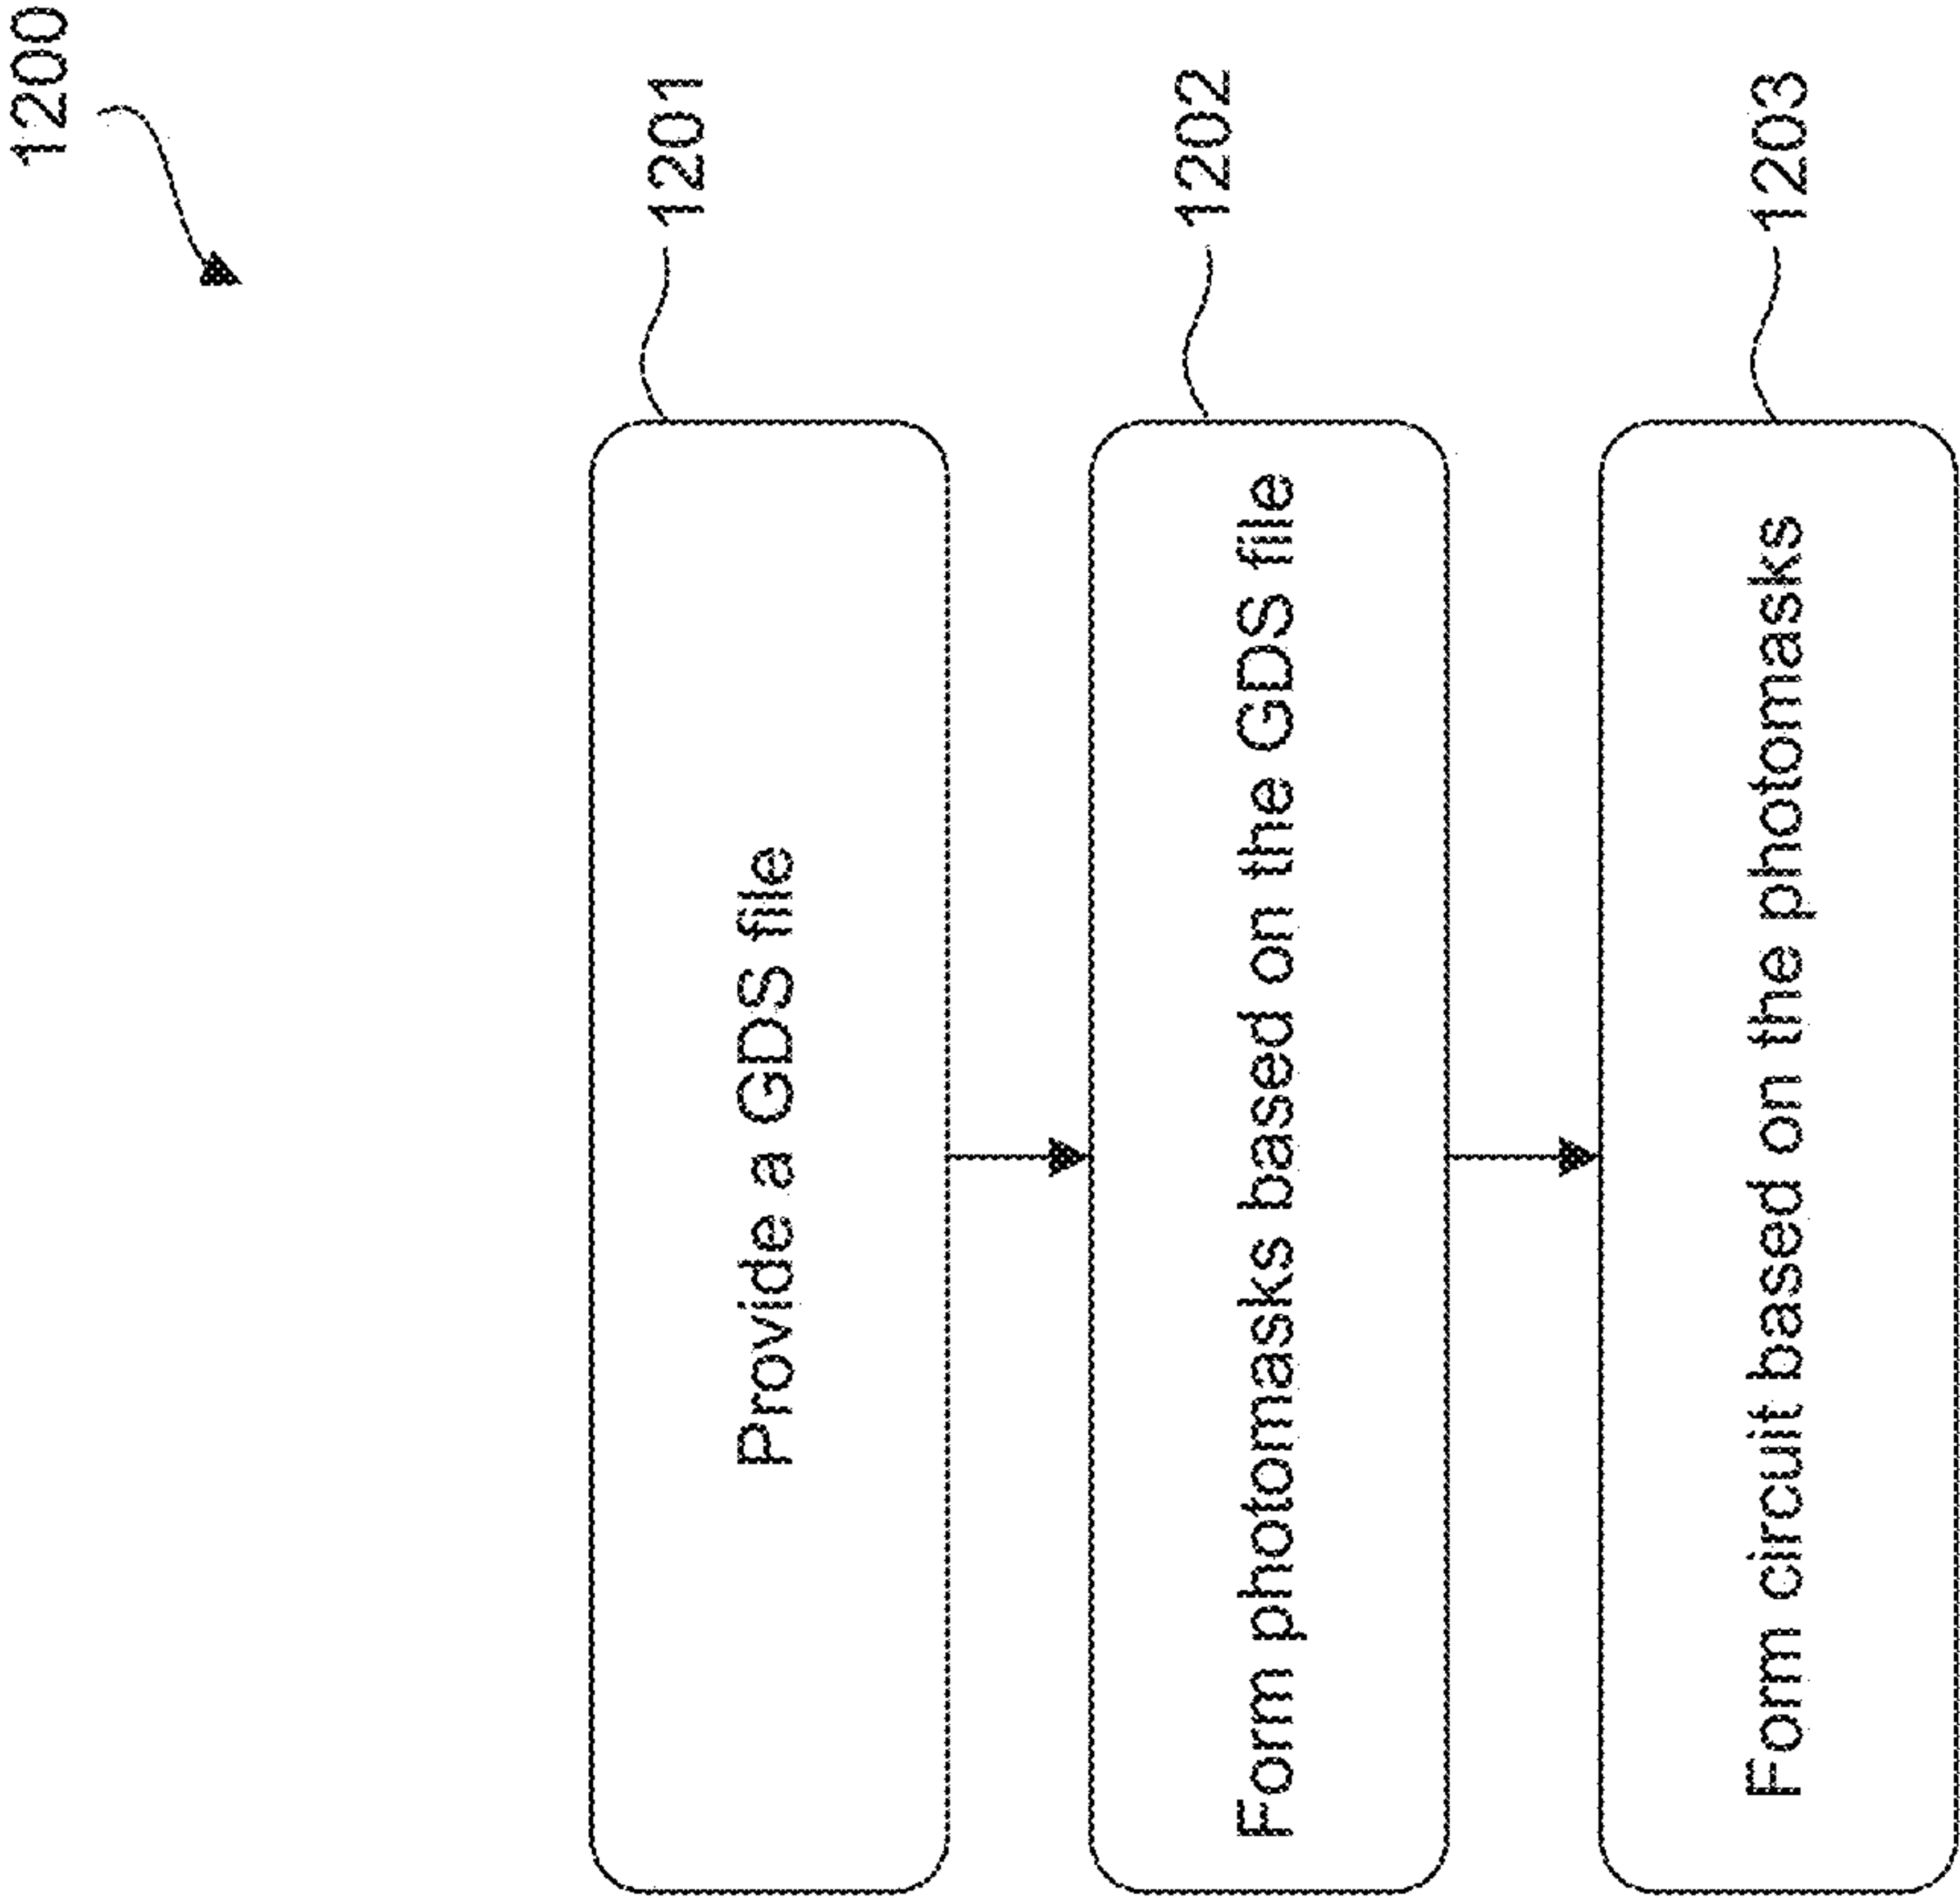 1200
Provide a GDS file
1201
Form photomasks based on the GDS file
1202
Form circuit based on the photomasks
1203